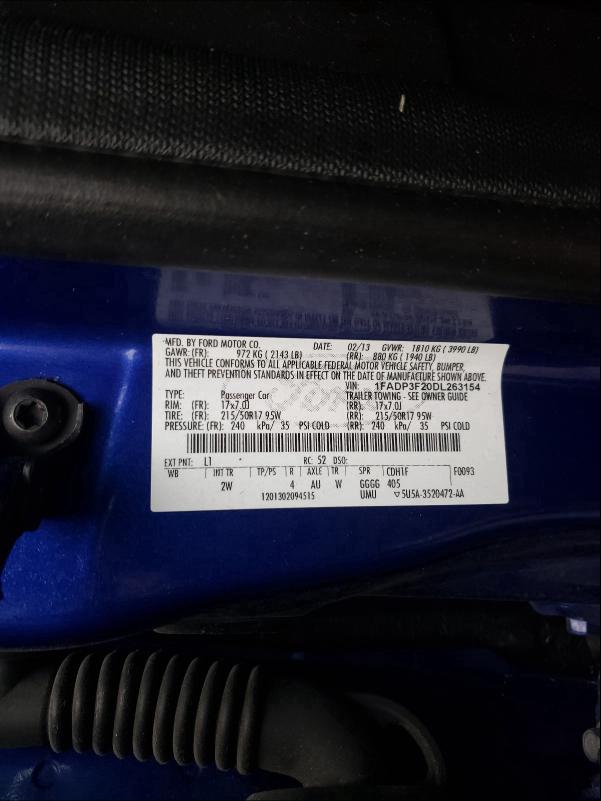 MFD. BY FORD MOTOR CO. DATE: 02/13 GVWR: 1810 KG ( 3990 LB)
GAWR: (FR): 972 KG ( 2143 LB) (RR): 880 KG ( 1940 LB)
THIS VEHICLE CONFORMS TO ALL APPLICABLE FEDERAL MOTOR VEHICLE SAFETY, BUMPER,
AND THEFT PREVENTION STANDARDS IN EFFECT ON THE DATE OF MANUFACTURE SHOWN ABOVE.
VIN: 1FADP3F20DL263154
TYPE: Passenger Car TRAILER TOWING - SEE OWNER GUIDE
RIM: (FR): 17x7.0J (RR): 17x7.0J
TIRE: (FR): 215/50R17 95W (RR): 215/50R17 95W
PRESSURE: (FR): 240 kPa/ 35 PSI COLD (RR): 240 kPa/ 35 PSI COLD
EXT PNT: L1 RC: 52 DSO:
WB INT TR TP/PS R AXLE TR SPR CDH1F F0093
2W 4 AU W GGGG 405
1201302094515 UMU ▽5U5A-3520472-AA